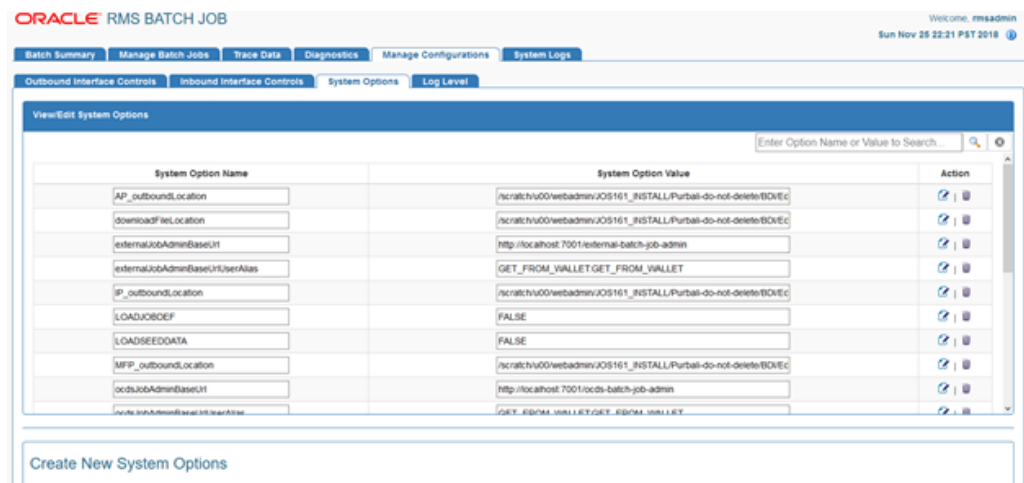 ORACLE RMS BATCH JOB
Welcome, rmsadmin
Sun Nov 25 22:21 PST 2018
Batch Summary Manage Batch Jobs Trace Data Diagnostics Manage Configurations System Logs
Outbound Interface Controls Inbound Interface Controls System Options Log Level
View/Edit System Options
Enter Option Name or Value to Search...
System Option Name System Option Value Action
AP_outboundLocation /scratch/u00/webadmin/JOS161_INSTALL/Purbali-do-not-delete/BDI/Ec
downloadFileLocation /scratch/u00/webadmin/JOS161_INSTALL/Purbali-do-not-delete/BDI/Ec
externalJobAdminBaseUrl http://localhost:7001/external-batch-job-admin
externalJobAdminBaseUrlUserAlias GET_FROM_WALLET:GET_FROM_WALLET
IP_outboundLocation /scratch/u00/webadmin/JOS161_INSTALL/Purbali-do-not-delete/BDI/Ec
LOADJOBDEF FALSE
LOADSEEDDATA FALSE
MFP_outboundLocation /scratch/u00/webadmin/JOS161_INSTALL/Purbali-do-not-delete/BDI/Ec
ocdsJobAdminBaseUrl http://localhost:7001/ocds-batch-job-admin
ocdsJobAdminBaseUrlUserAlias GET_FROM_WALLET:GET_FROM_WALLET
Create New System Options